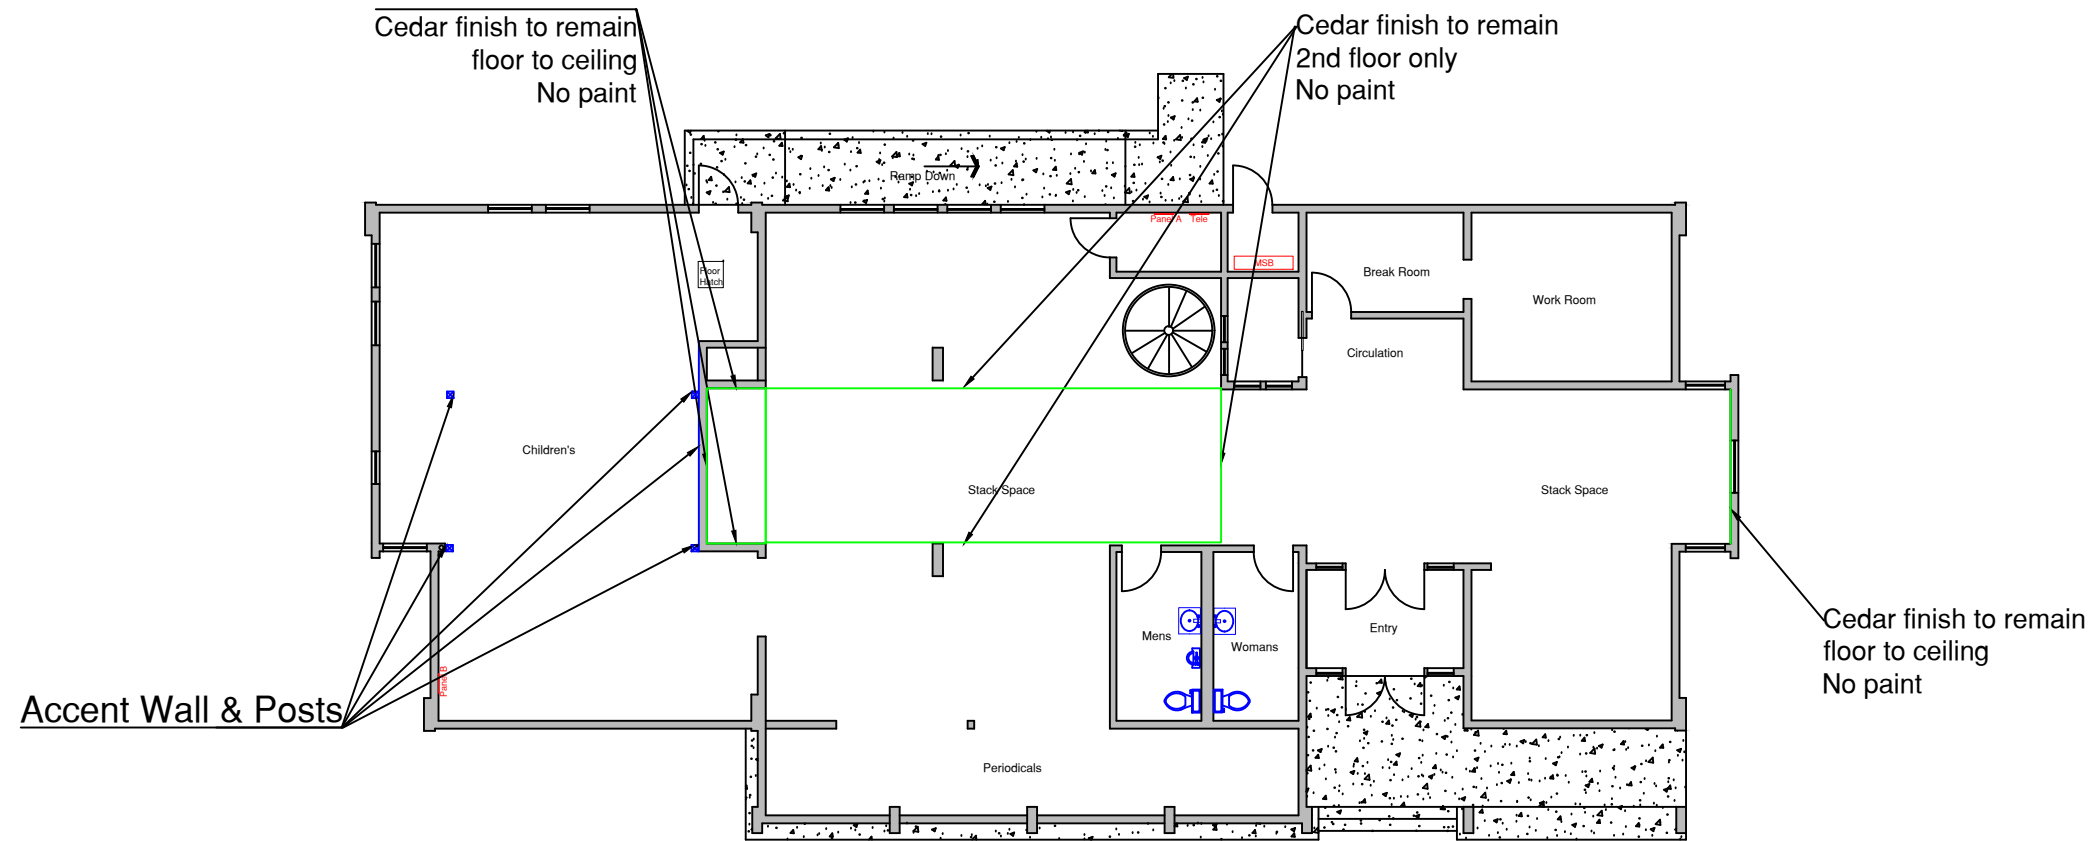 Cedar finish to remain
floor to ceiling
No paint
Cedar finish to remain
2nd floor only
No paint
Ramp Down
Panel A
Tele
MSB
Floor
Hatch
Break Room
Work Room
Circulation
Children's
Stack Space
Stack Space
Cedar finish to remain
floor to ceiling
No paint
Mens
Womans
Entry
Panel B
Accent Wall & Posts
Periodicals